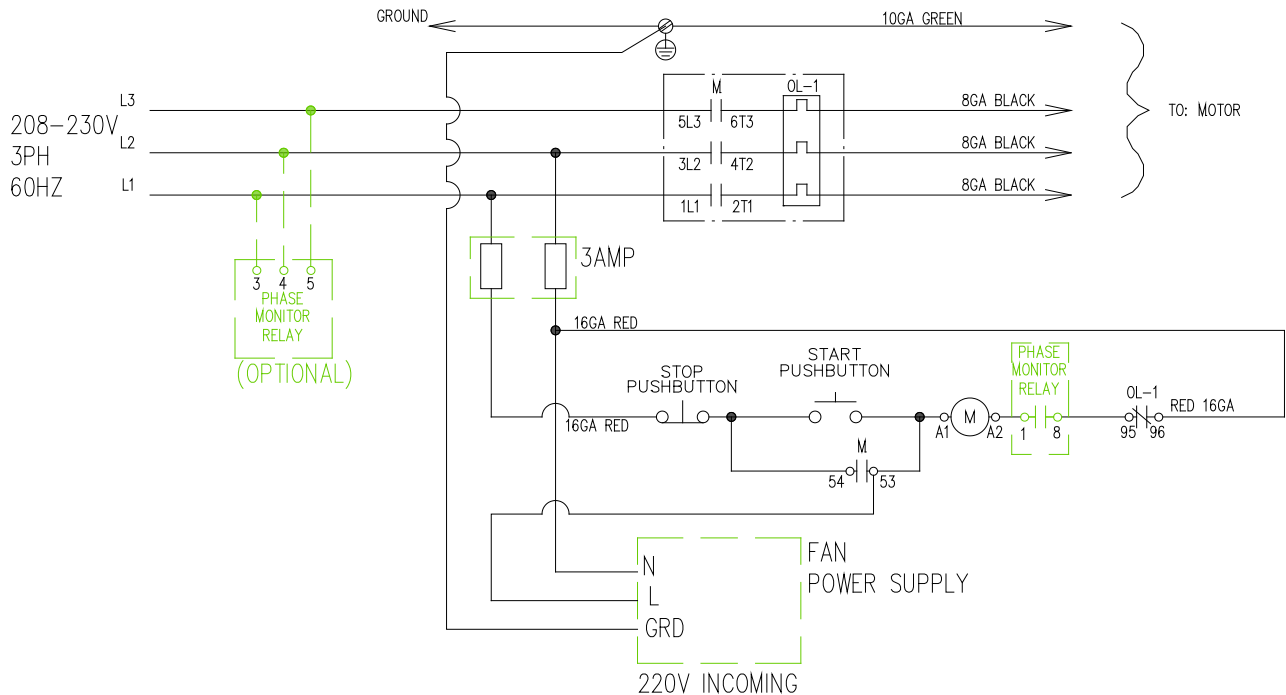 GROUND
10GA GREEN
L3
M
OL-1
8GA BLACK
208-230V
5L3
6T3
TO: MOTOR
L2
8GA BLACK
3PH
3L2
4T2
60HZ
L1
8GA BLACK
1L1
2T1
3AMP
3
4
5
PHASE
MONITOR
RELAY
(OPTIONAL)
16GA RED
STOP
PUSHBUTTON
START
PUSHBUTTON
PHASE
MONITOR
RELAY
OL-1
RED 16GA
16GA RED
A1
M
A2
1
8
95
96
M
54
53
FAN
POWER SUPPLY
N
L
GRD
220V INCOMING